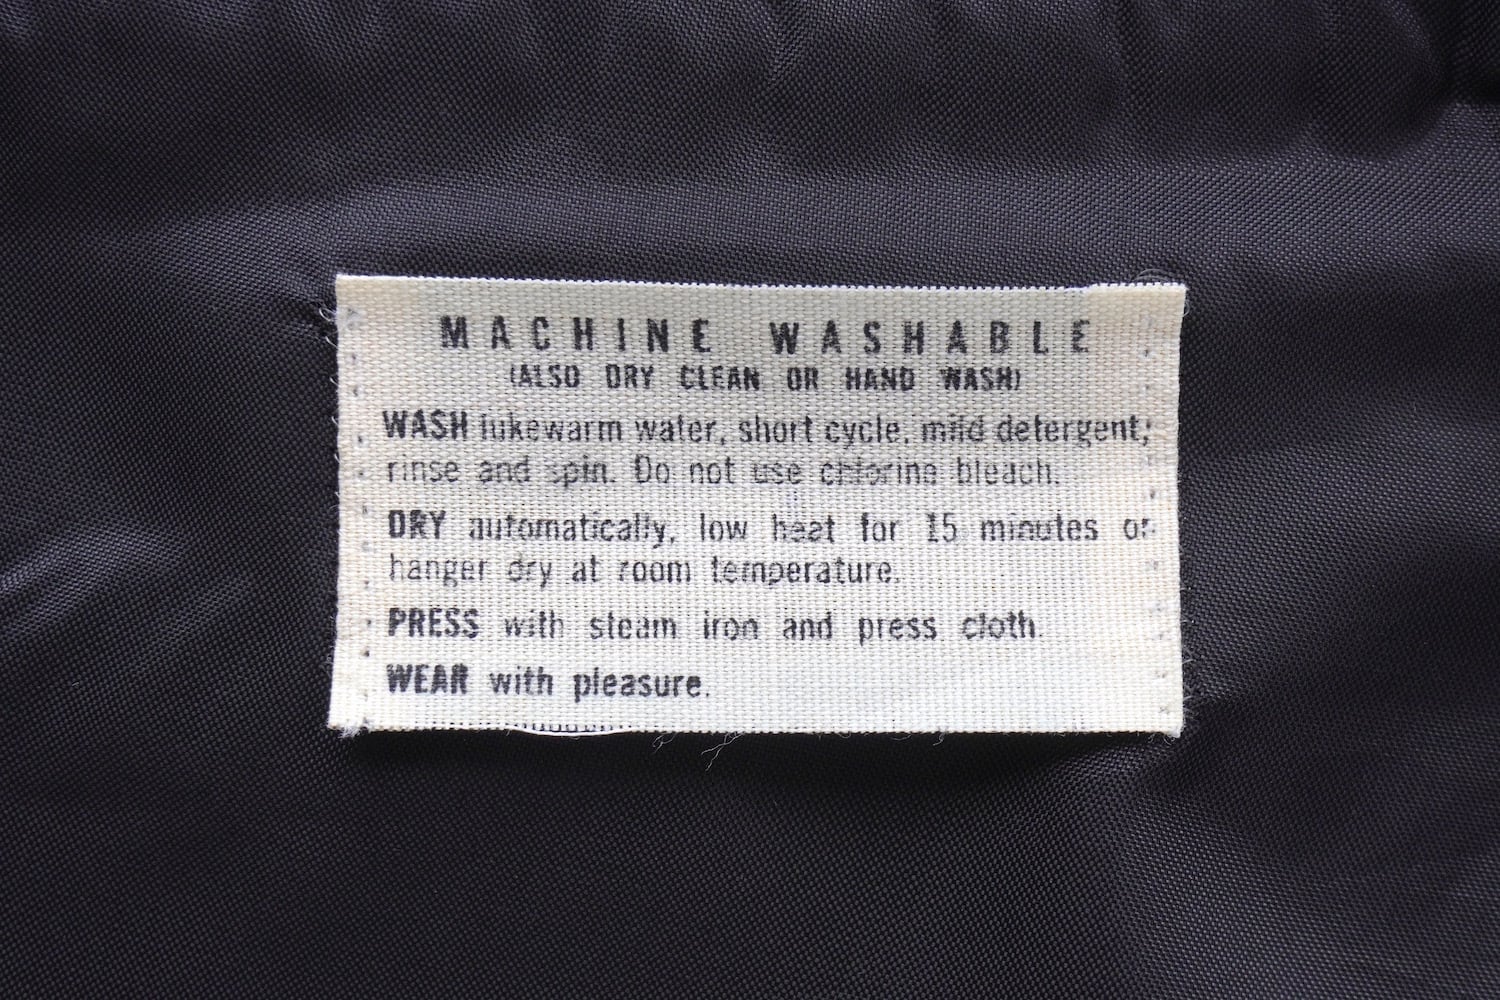 MACHINE WASHABLE
(ALSO DRY CLEAN OR HAND WASH)
WASH lukewarm water, short cycle, mild detergent;
rinse and spin. Do not use chlorine bleach.
DRY automatically, low heat for 15 minutes or
hanger dry at room temperature.
PRESS with steam iron and press cloth.
WEAR with pleasure.